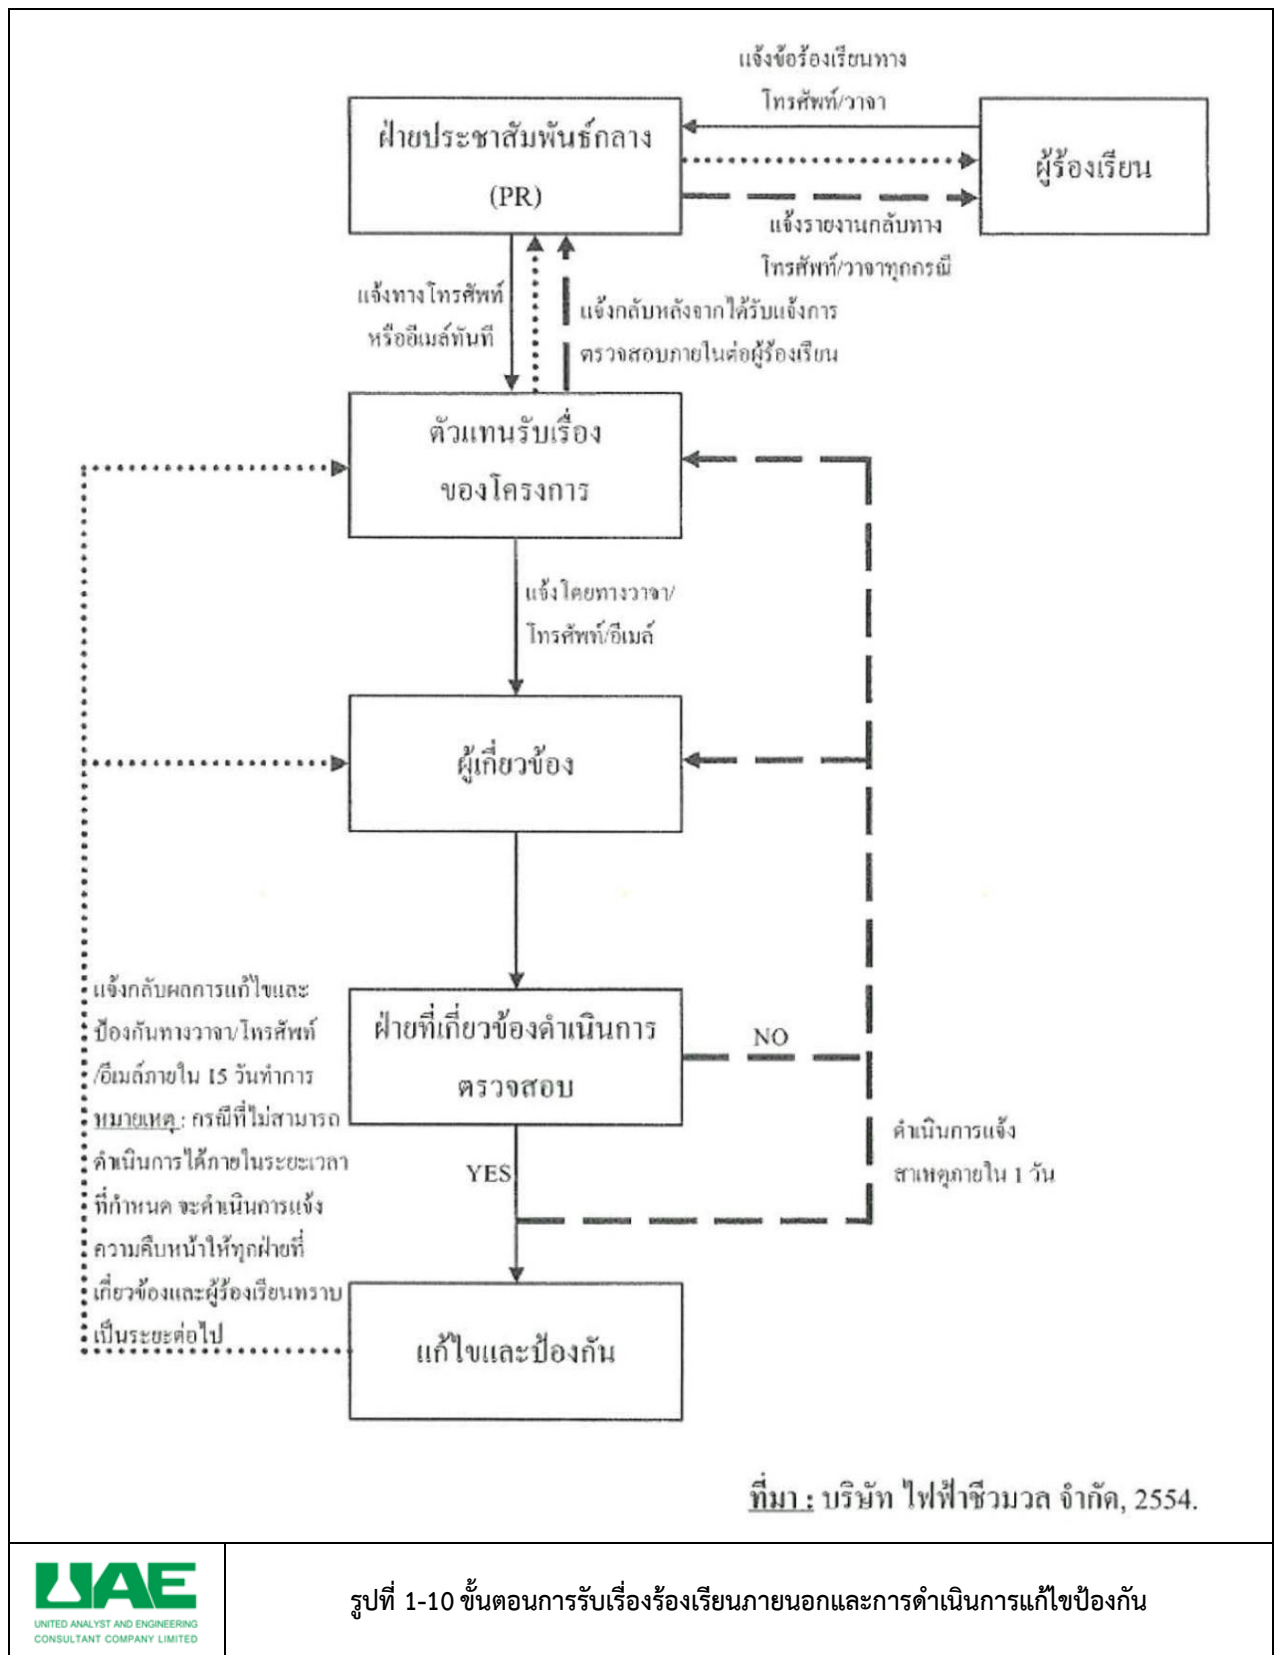 แจ้งข้อร้องเรียนทาง
โทรศัพท์/วาจา
ฝ่ายประชาสัมพันธ์กลาง
(PR)
ผู้ร้องเรียน
แจ้งรายงานกลับทาง
โทรศัพท์/วาจาทุกกรณี
แจ้งทางโทรศัพท์
หรืออีเมล์ทันที
แจ้งกลับหลังจากได้รับแจ้งการ
ตรวจสอบภายในต่อผู้ร้องเรียน
ตัวแทนรับเรื่อง
ของโครงการ
แจ้งโดยทางวาจา/
โทรศัพท์/อีเมล์
ผู้เกี่ยวข้อง
แจ้งกลับผลการแก้ไขและ
ป้องกันทางวาจา/โทรศัพท์
/อีเมล์ภายใน 15 วันทำการ
หมายเหตุ : กรณีที่ไม่สามารถ
ดำเนินการได้ภายในระยะเวลา
ที่กำหนด จะดำเนินการแจ้ง
ความคืบหน้าให้ทุกฝ่ายที่
เกี่ยวข้องและผู้ร้องเรียนทราบ
เป็นระยะต่อไป
ฝ่ายที่เกี่ยวข้องดำเนินการ
ตรวจสอบ
NO
YES
ดำเนินการแจ้ง
สาเหตุภายใน 1 วัน
แก้ไขและป้องกัน
ที่มา : บริษัท ไฟฟ้าชีวมวล จำกัด, 2554.
UAE
UNITED ANALYST AND ENGINEERING
CONSULTANT COMPANY LIMITED
รูปที่ 1-10 ขั้นตอนการรับเรื่องร้องเรียนภายนอกและการดำเนินการแก้ไขป้องกัน